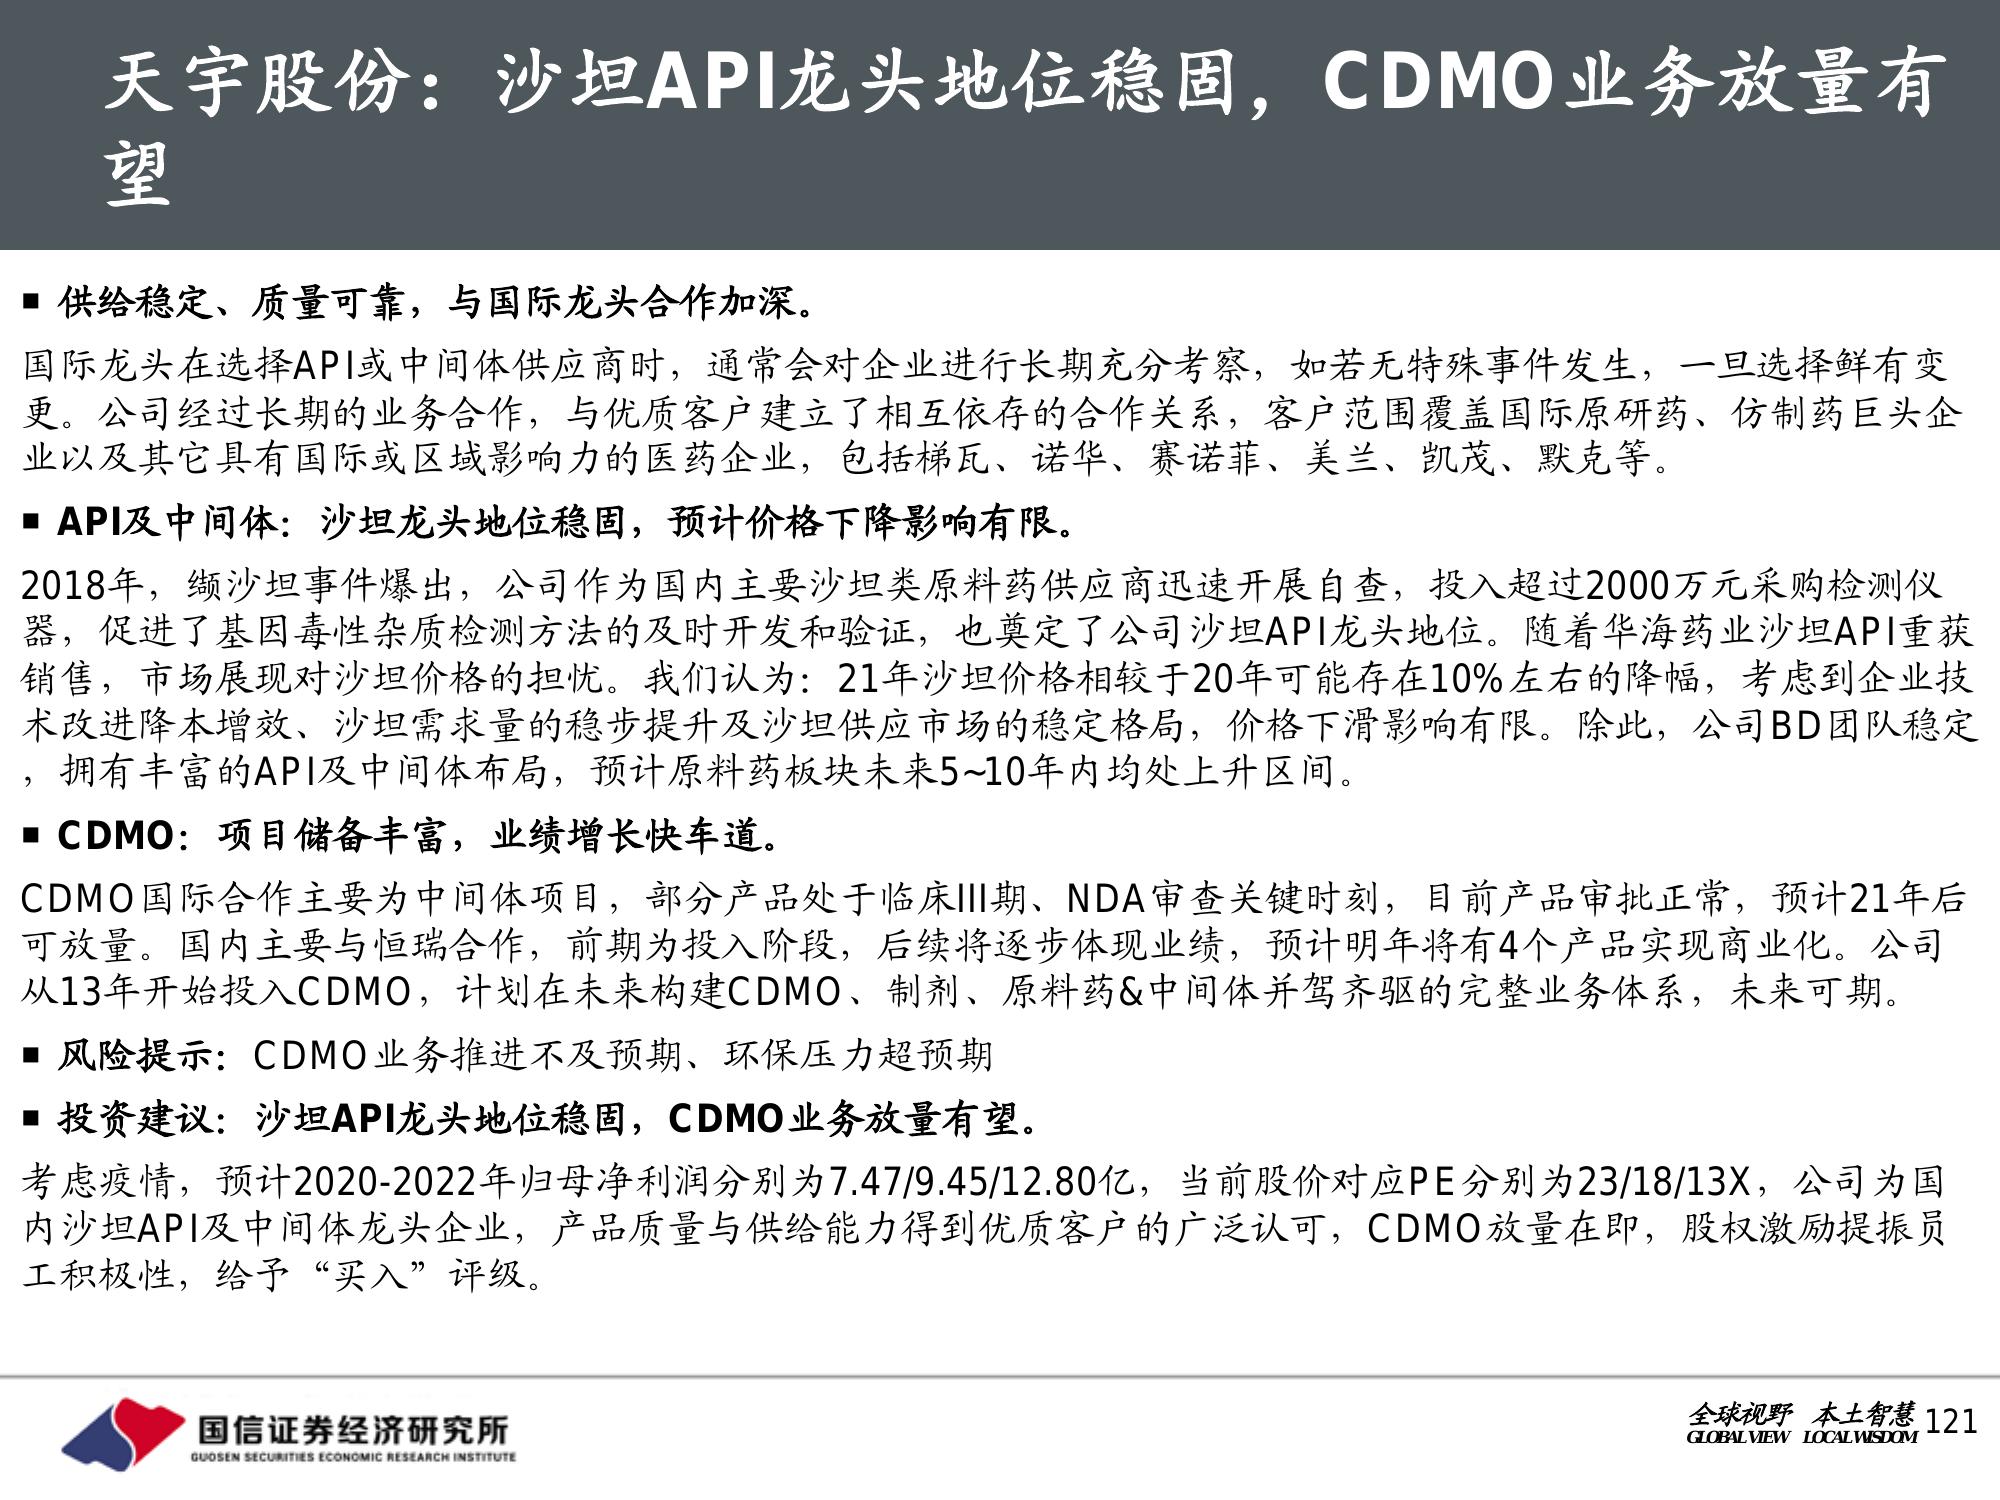 天宇股份：沙坦API龙头地位稳固，CDMO业务放量有
望
■ 供给稳定、质量可靠，与国际龙头合作加深。
国际龙头在选择API或中间体供应商时，通常会对企业进行长期充分考察，如若无特殊事件发生，一旦选择鲜有变
更。公司经过长期的业务合作，与优质客户建立了相互依存的合作关系，客户范围覆盖国际原研药、仿制药巨头企
业以及其它具有国际或区域影响力的医药企业，包括梯瓦、诺华、赛诺菲、美兰、凯茂、默克等。
■ API及中间体：沙坦龙头地位稳固，预计价格下降影响有限。
2018年，缬沙坦事件爆出，公司作为国内主要沙坦类原料药供应商迅速开展自查，投入超过2000万元采购检测仪
器，促进了基因毒性杂质检测方法的及时开发和验证，也奠定了公司沙坦API龙头地位。随着华海药业沙坦API重获
销售，市场展现对沙坦价格的担忧。我们认为：21年沙坦价格相较于20年可能存在10%左右的降幅，考虑到企业技
术改进降本增效、沙坦需求量的稳步提升及沙坦供应市场的稳定格局，价格下滑影响有限。除此，公司BD团队稳定
，拥有丰富的API及中间体布局，预计原料药板块未来5~10年内均处上升区间。
■ CDMO：项目储备丰富，业绩增长快车道。
CDMO国际合作主要为中间体项目，部分产品处于临床III期、NDA审查关键时刻，目前产品审批正常，预计21年后
可放量。国内主要与恒瑞合作，前期为投入阶段，后续将逐步体现业绩，预计明年将有4个产品实现商业化。公司
从13年开始投入CDMO，计划在未来构建CDMO、制剂、原料药&中间体并驾齐驱的完整业务体系，未来可期。
■ 风险提示：CDMO业务推进不及预期、环保压力超预期
■ 投资建议：沙坦API龙头地位稳固，CDMO业务放量有望。
考虑疫情，预计2020-2022年归母净利润分别为7.47/9.45/12.80亿，当前股价对应PE分别为23/18/13X，公司为国
内沙坦API及中间体龙头企业，产品质量与供给能力得到优质客户的广泛认可，CDMO放量在即，股权激励提振员
工积极性，给予“买入”评级。
国信证券经济研究所
GUOSEN SECURITIES ECONOMIC RESEARCH INSTITUTE
全球视野 本土智慧
GLOBAL VIEW LOCAL WISDOM
121